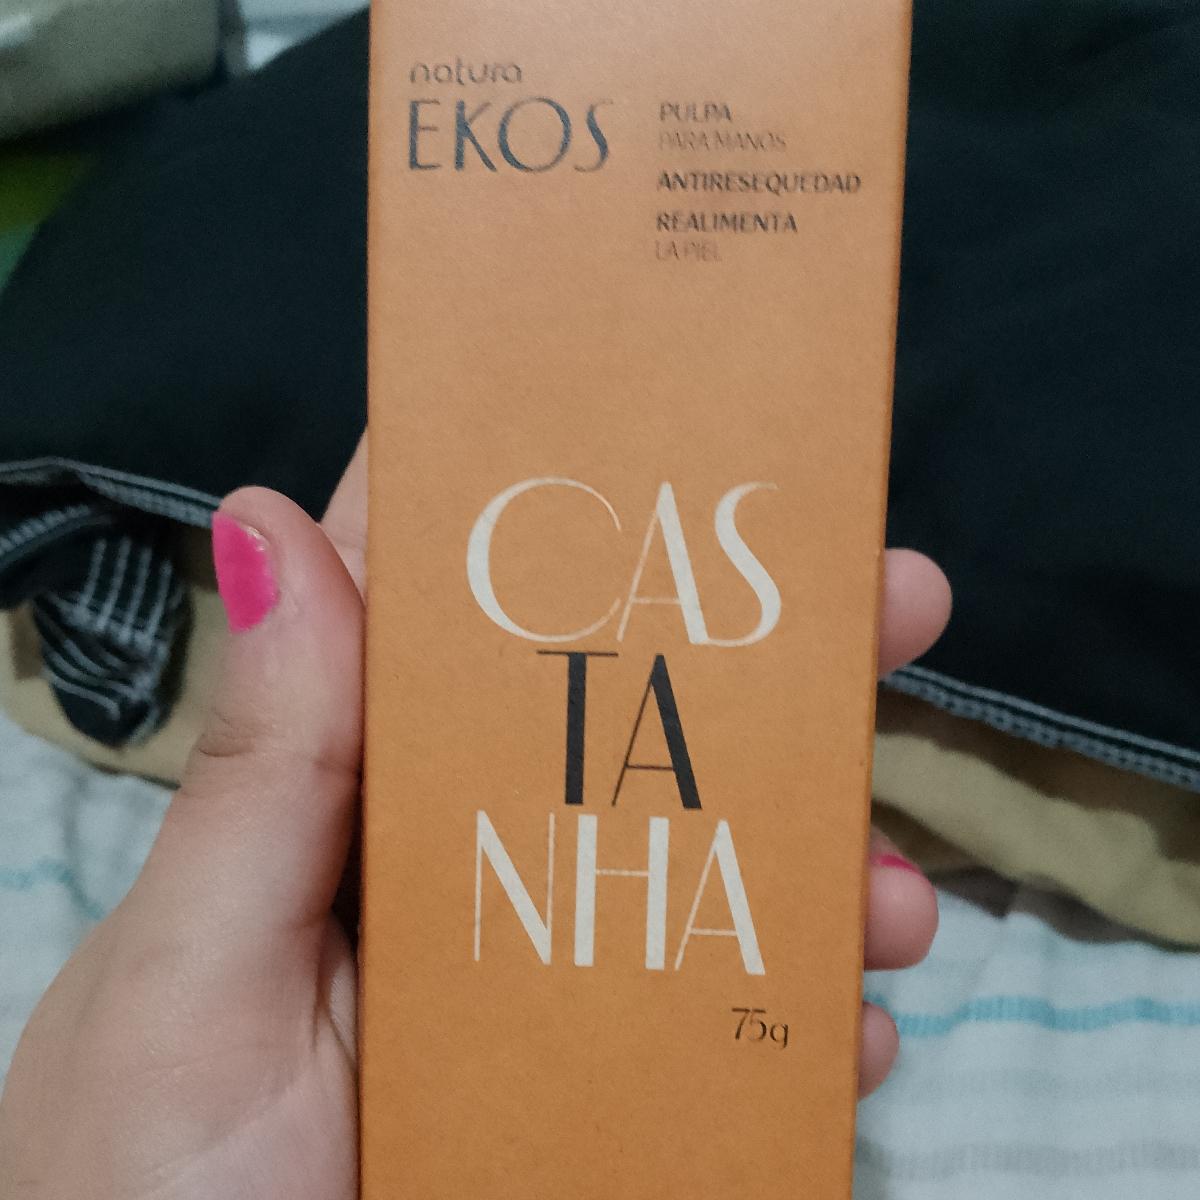 natura
EKOS
PULPA
PARA MANOS
ANTIRESEQUEDAD
REALIMENTA
LA PIEL
CAS
TA
NHA
75g